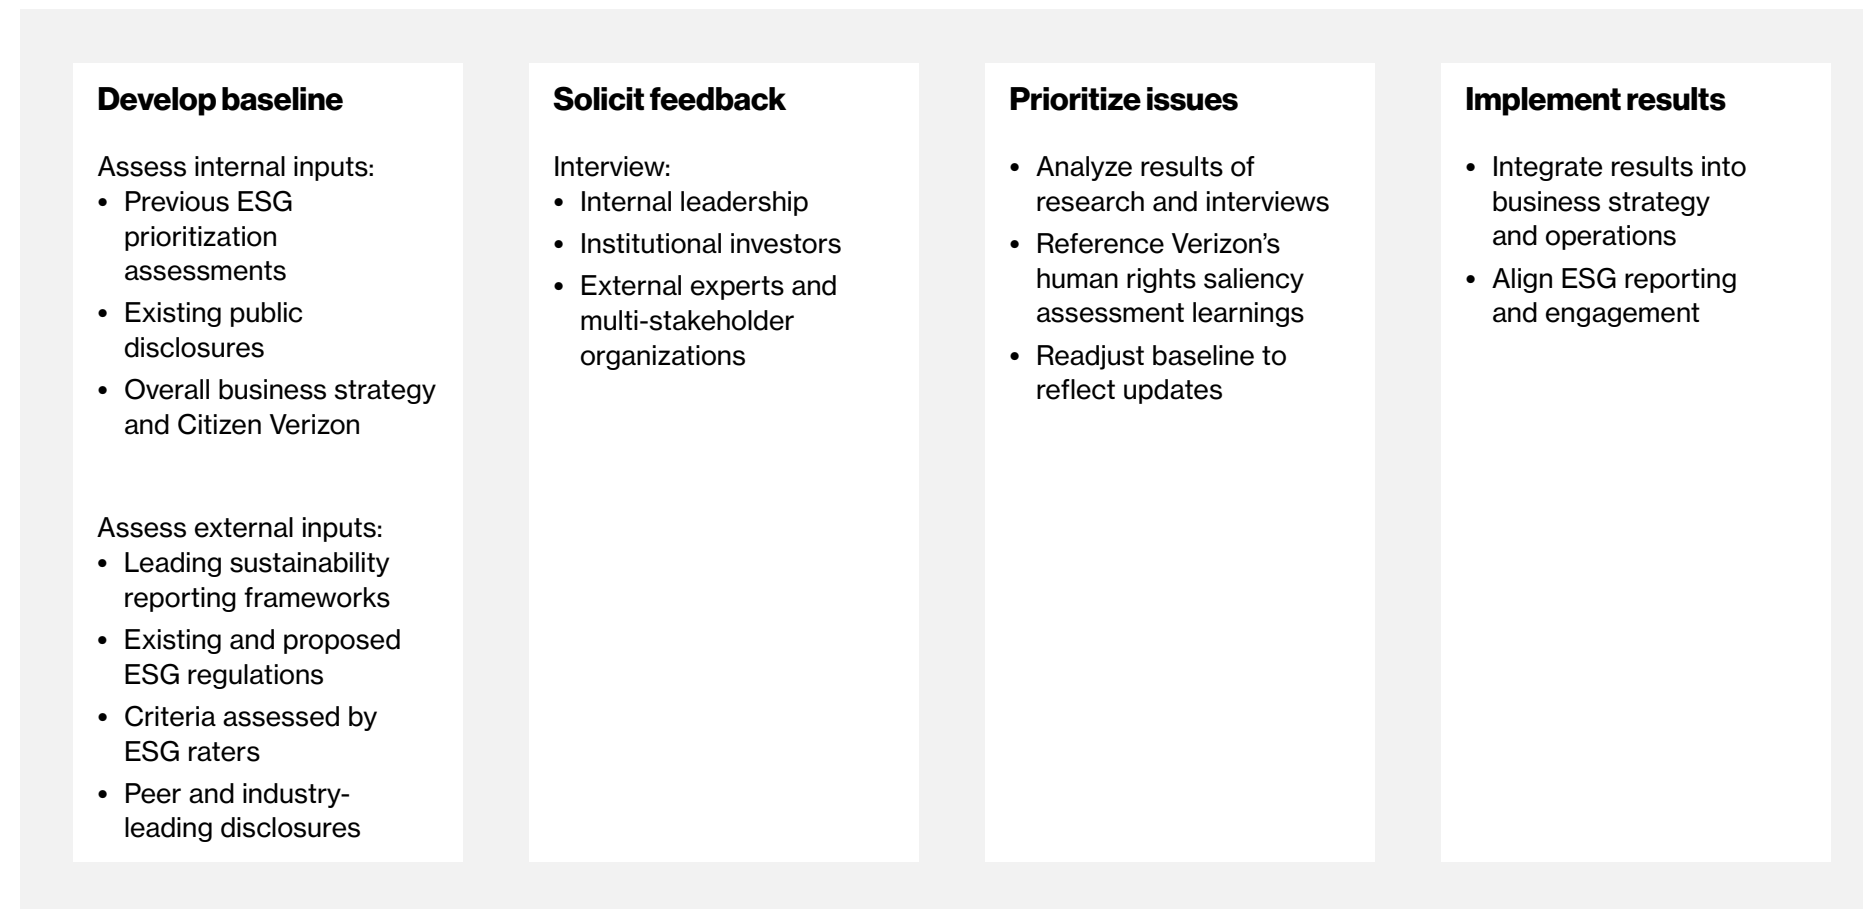 Develop baseline
Assess internal inputs:
• Previous ESG
prioritization
assessments
• Existing public
disclosures
• Overall business strategy
and Citizen Verizon
Assess external inputs:
• Leading sustainability
reporting frameworks
• Existing and proposed
ESG regulations
• Criteria assessed by
ESG raters
• Peer and industry-
leading disclosures
Solicit feedback
Interview:
• Internal leadership
• Institutional investors
• External experts and
multi-stakeholder
organizations
Prioritize issues
• Analyze results of
research and interviews
• Reference Verizon’s
human rights saliency
assessment learnings
• Readjust baseline to
reflect updates
Implement results
• Integrate results into
business strategy
and operations
• Align ESG reporting
and engagement